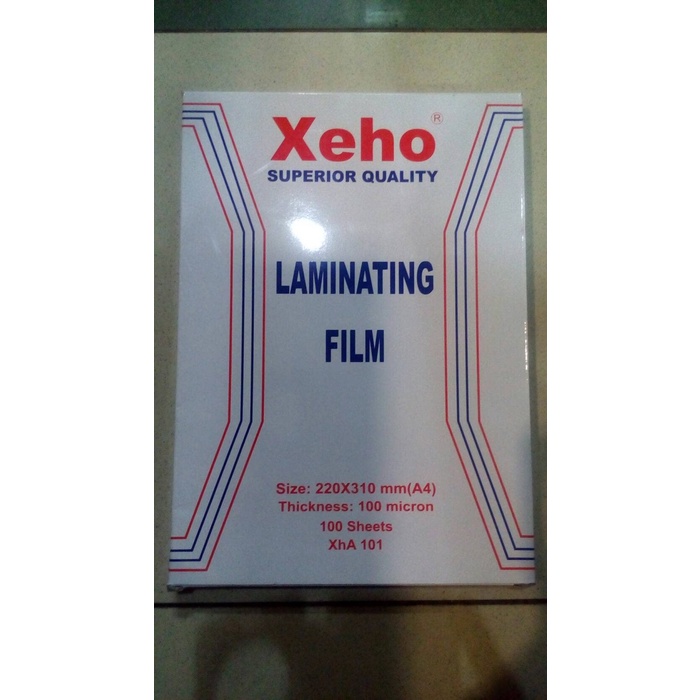 Xeho®
SUPERIOR QUALITY
LAMINATING
FILM
Size: 220X310 mm(A4)
Thickness: 100 micron
100 Sheets
XhA 101